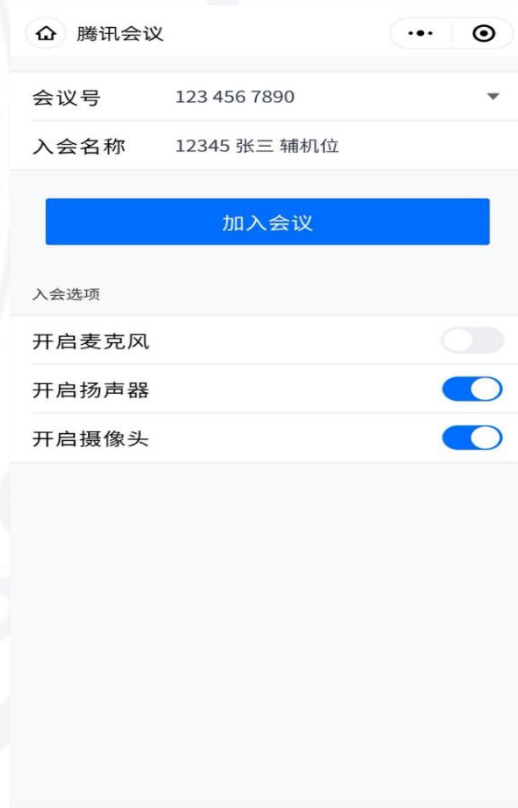 腾讯会议
会议号 123 456 7890
入会名称 12345 张三 辅机位
加入会议
入会选项
开启麦克风
开启扬声器
开启摄像头